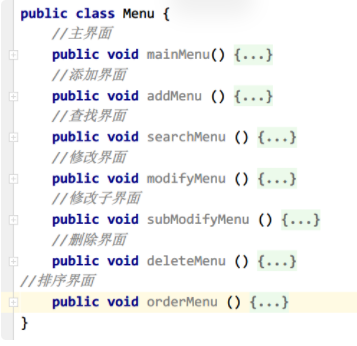 public class Menu {
//主界面
public void mainMenu() {...}
//添加界面
public void addMenu () {...}
//查找界面
public void searchMenu () {...}
//修改界面
public void modifyMenu () {...}
//修改子界面
public void subModifyMenu () {...}
//删除界面
public void deleteMenu () {...}
//排序界面
public void orderMenu () {...}
}